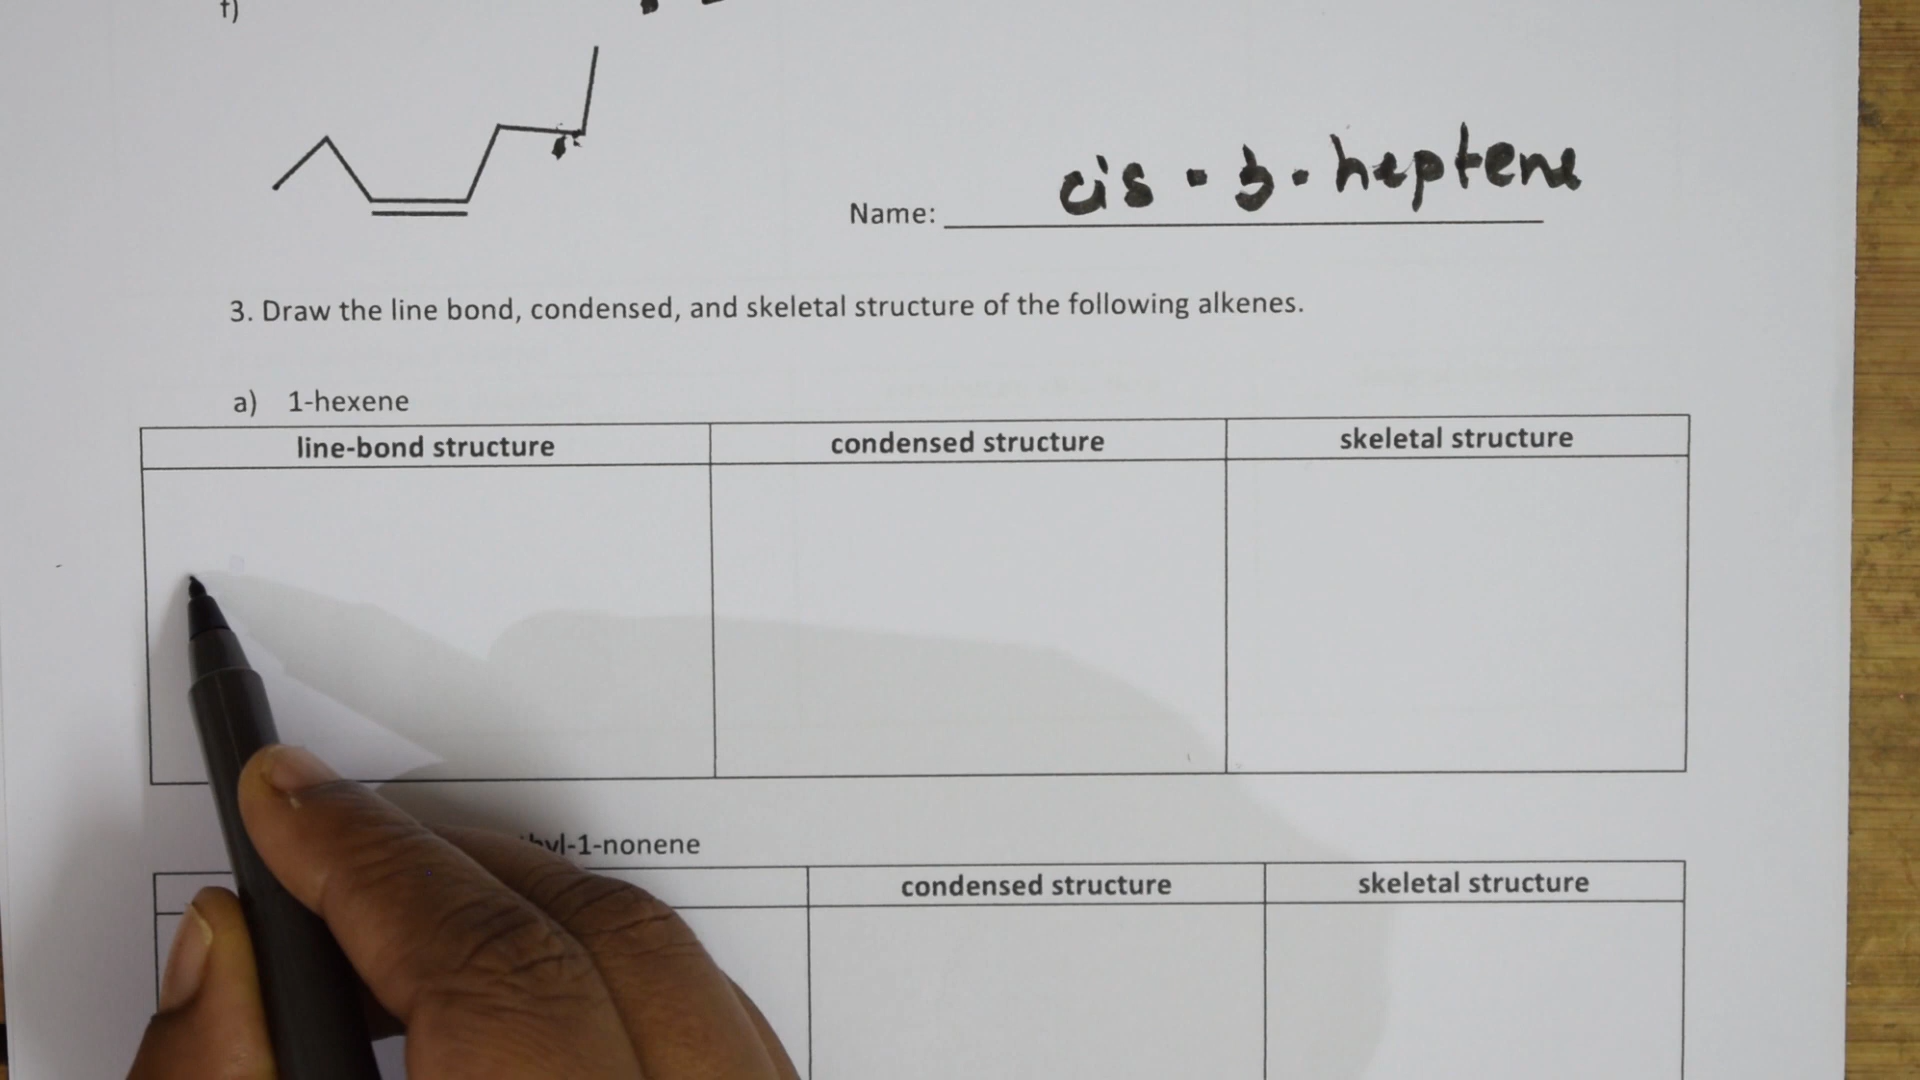 f)
cis - 3 - heptene
Name:
3. Draw the line bond, condensed, and skeletal structure of the following alkenes.
a) 1-hexene
line-bond structure condensed structure skeletal structure
-1-nonene
condensed structure skeletal structure